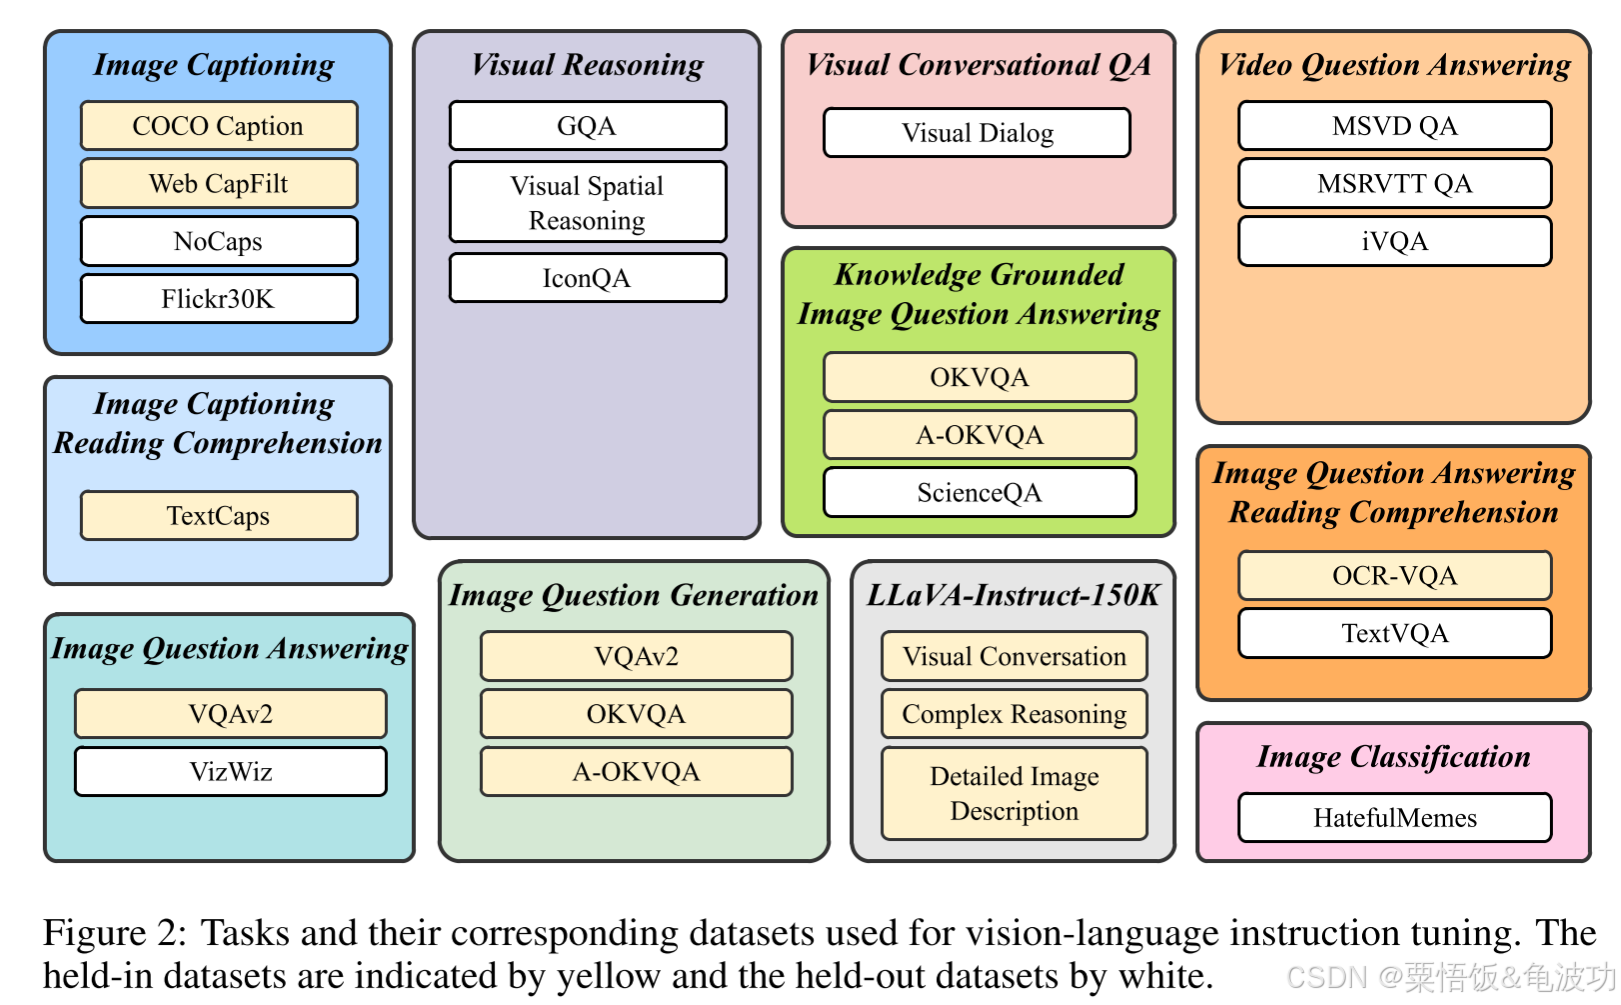 Image Captioning
COCO Caption
Web CapFilt
NoCaps
Flickr30K
Image Captioning
Reading Comprehension
TextCaps
Image Question Answering
VQAv2
VizWiz
Visual Reasoning
GQA
Visual Spatial
Reasoning
IconQA
Image Question Generation
VQAv2
OKVQA
A-OKVQA
Visual Conversational QA
Visual Dialog
Knowledge Grounded
Image Question Answering
OKVQA
A-OKVQA
ScienceQA
LLaVA-Instruct-150K
Visual Conversation
Complex Reasoning
Detailed Image
Description
Video Question Answering
MSVD QA
MSRVTT QA
iVQA
Image Question Answering
Reading Comprehension
OCR-VQA
TextVQA
Image Classification
HatefulMemes
Figure 2: Tasks and their corresponding datasets used for vision-language instruction tuning. The
held-in datasets are indicated by yellow and the held-out datasets by white.
CSDN @粟悟饭&龟波功